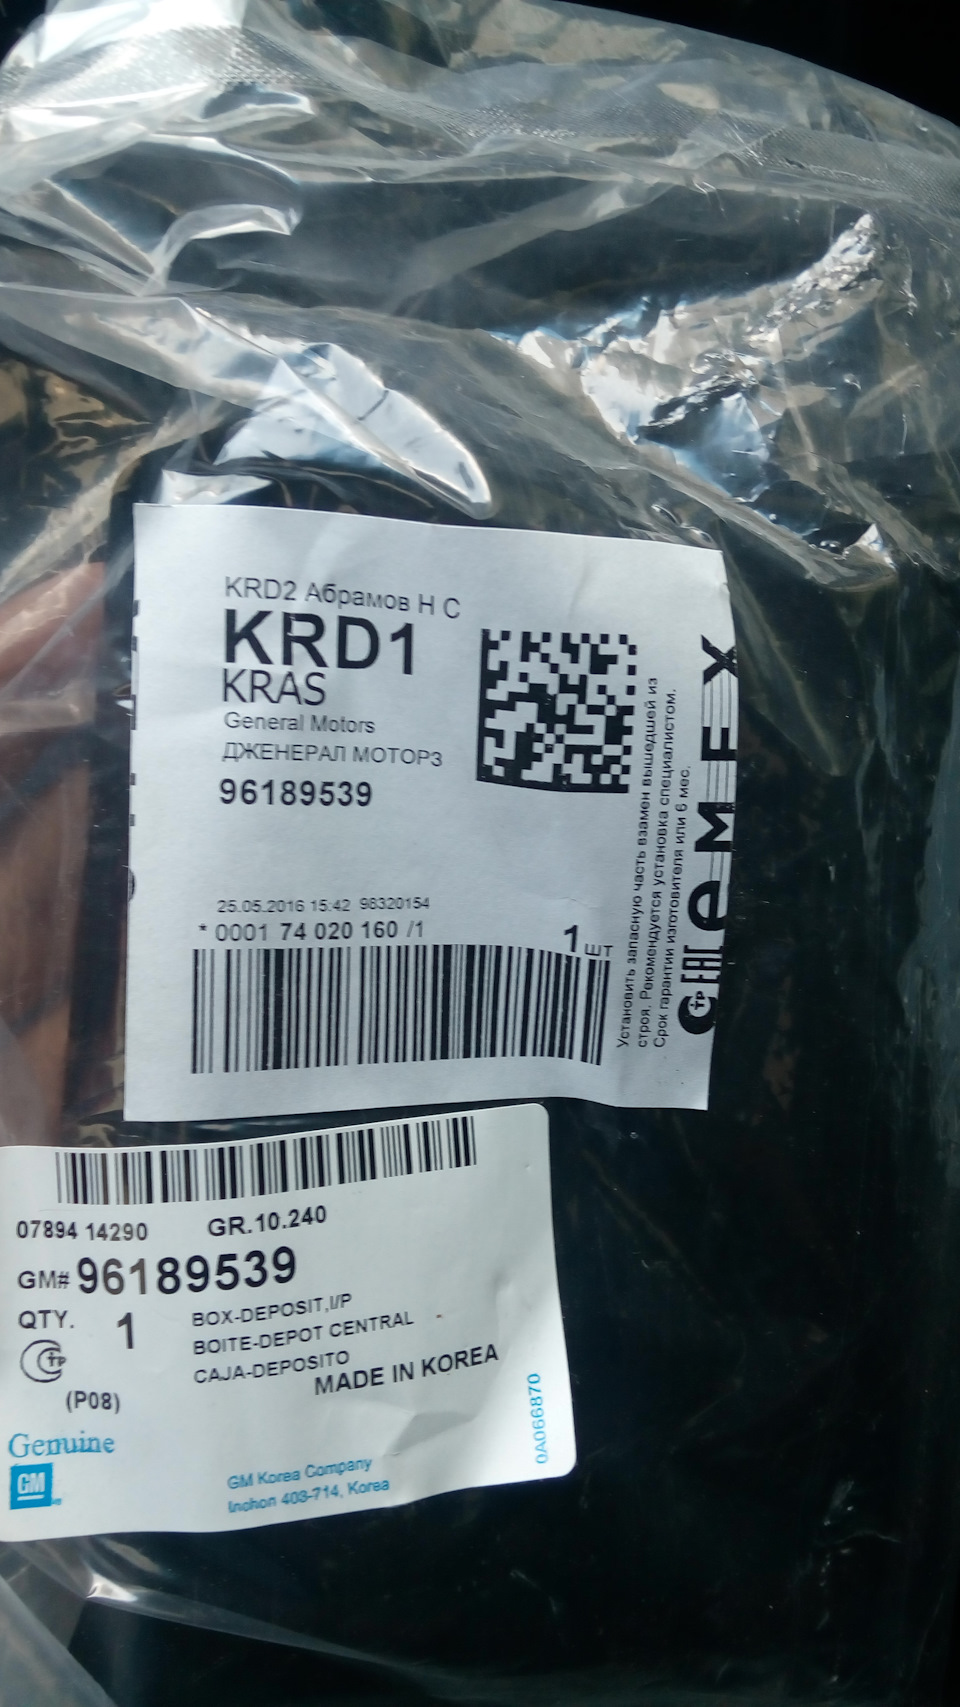 KRD2 Абрамов Н С
KRD1
KRAS
General Motors
ДЖЕНЕРАЛ МОТОРЗ
96189539
25.05.2016 15:42 96320154
* 0001 74 020 160 /1
1 шт
Установить запасную часть взамен вышедшей из
строя. Рекомендуется установка специалистом.
Срок гарантии изготовителя или 6 мес.
ЕАС емех
07894 14290 GR.10.240
GM# 96189539
QTY. 1 BOX-DEPOSIT,I/P
BOITE-DEPOT CENTRAL
CAJA-DEPOSITO
MADE IN KOREA
(P08)
Genuine
GM
GM Korea Company
Inchon 403-714, Korea
0A066870